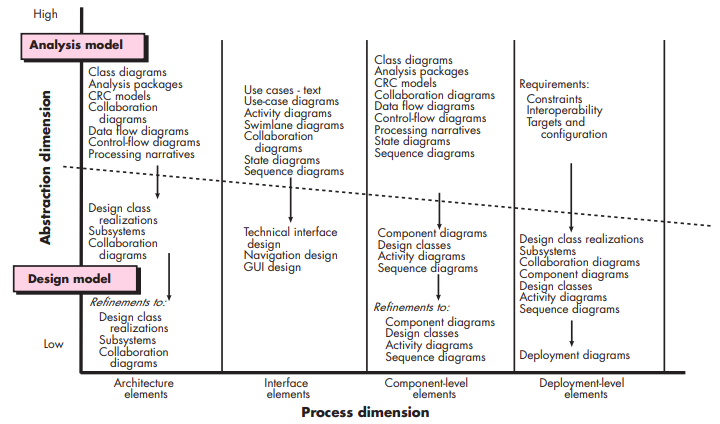 High
Analysis model
Class diagrams
Analysis packages
CRC models
Collaboration
diagrams
Data flow diagrams
Control-flow diagrams
Processing narratives
Use cases - text
Use-case diagrams
Activity diagrams
Swimlane diagrams
Collaboration
diagrams
State diagrams
Sequence diagrams
Class diagrams
Analysis packages
CRC models
Collaboration diagrams
Data flow diagrams
Control-flow diagrams
Processing narratives
State diagrams
Sequence diagrams
Requirements:
Constraints
Interoperability
Targets and
configuration
Abstraction dimension
Design class
realizations
Subsystems
Collaboration
diagrams
Technical interface
design
Navigation design
GUI design
Component diagrams
Design classes
Activity diagrams
Sequence diagrams
Design class realizations
Subsystems
Collaboration diagrams
Component diagrams
Design classes
Activity diagrams
Sequence diagrams
Design model
Refinements to:
Design class
realizations
Subsystems
Collaboration
diagrams
Refinements to:
Component diagrams
Design classes
Activity diagrams
Sequence diagrams
Deployment diagrams
Low
Architecture
elements
Interface
elements
Component-level
elements
Deployment-level
elements
Process dimension